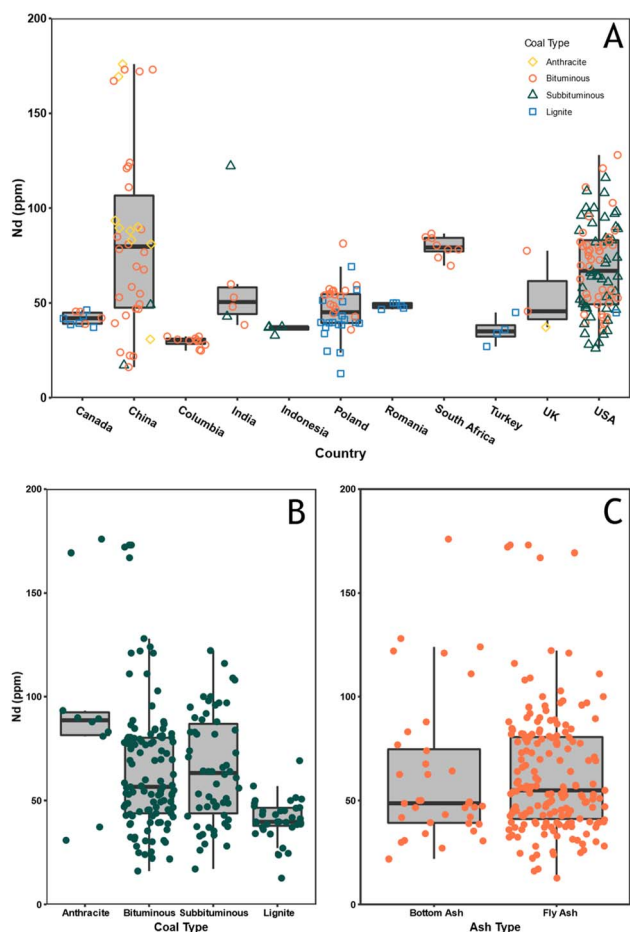 200
150
100
50
0
Nd (ppm)
A
Coal Type
Anthracite
Bituminous
Subbituminous
Lignite
Canada
China
Columbia
India
Indonesia
Poland
Romania
South Africa
Turkey
UK
USA
Country
B
200
150
100
50
0
Nd (ppm)
Anthracite
Bituminous
Subbituminous
Lignite
Coal Type
C
200
150
100
50
0
Bottom Ash
Fly Ash
Ash Type